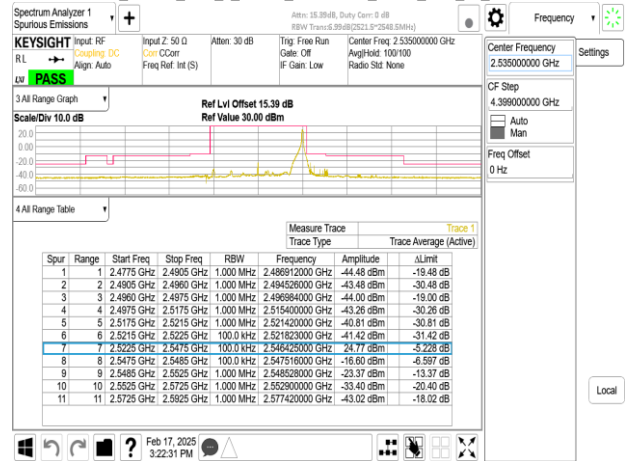 Spectrum Analyzer 1
Spurious Emissions
Attn: 15.39dB, Duty Corr: 0 dB
RBW Trans:6.99dB(2521.5~2548.5MHz)
Frequency
KEYSIGHT
RL
LXI PASS
Input: RF
Coupling: DC
Align: Auto
Input Z: 50 Ω
Corr CCorr
Freq Ref: Int (S)
Atten: 30 dB
Trig: Free Run
Gate: Off
IF Gain: Low
Center Freq: 2.535000000 GHz
Avg|Hold: 100/100
Radio Std: None
Center Frequency
2.535000000 GHz
Settings
CF Step
4.399000000 GHz
Auto
Man
Freq Offset
0 Hz
3 All Range Graph
Scale/Div 10.0 dB
Ref Lvl Offset 15.39 dB
Ref Value 30.00 dBm
20.0
0.00
-20.0
-40.0
-60.0
4 All Range Table
Measure Trace Trace 1
Trace Type Trace Average (Active)
Spur Range Start Freq Stop Freq RBW Frequency Amplitude ΔLimit
1 1 2.4775 GHz 2.4905 GHz 1.000 MHz 2.486912000 GHz -44.48 dBm -19.48 dB
2 2 2.4905 GHz 2.4960 GHz 1.000 MHz 2.494526000 GHz -43.48 dBm -30.48 dB
3 3 2.4960 GHz 2.4975 GHz 1.000 MHz 2.496984000 GHz -44.00 dBm -19.00 dB
4 4 2.4975 GHz 2.5175 GHz 1.000 MHz 2.515400000 GHz -43.26 dBm -30.26 dB
5 5 2.5175 GHz 2.5215 GHz 1.000 MHz 2.521420000 GHz -40.81 dBm -30.81 dB
6 6 2.5215 GHz 2.5225 GHz 100.0 kHz 2.521823000 GHz -41.42 dBm -31.42 dB
7 7 2.5225 GHz 2.5475 GHz 100.0 kHz 2.546425000 GHz 24.77 dBm -5.228 dB
8 8 2.5475 GHz 2.5485 GHz 100.0 kHz 2.547516000 GHz -16.60 dBm -6.597 dB
9 9 2.5485 GHz 2.5525 GHz 1.000 MHz 2.548528000 GHz -23.37 dBm -13.37 dB
10 10 2.5525 GHz 2.5725 GHz 1.000 MHz 2.552900000 GHz -33.40 dBm -20.40 dB
11 11 2.5725 GHz 2.5925 GHz 1.000 MHz 2.577420000 GHz -43.02 dBm -18.02 dB
Local
Feb 17, 2025
3:22:31 PM